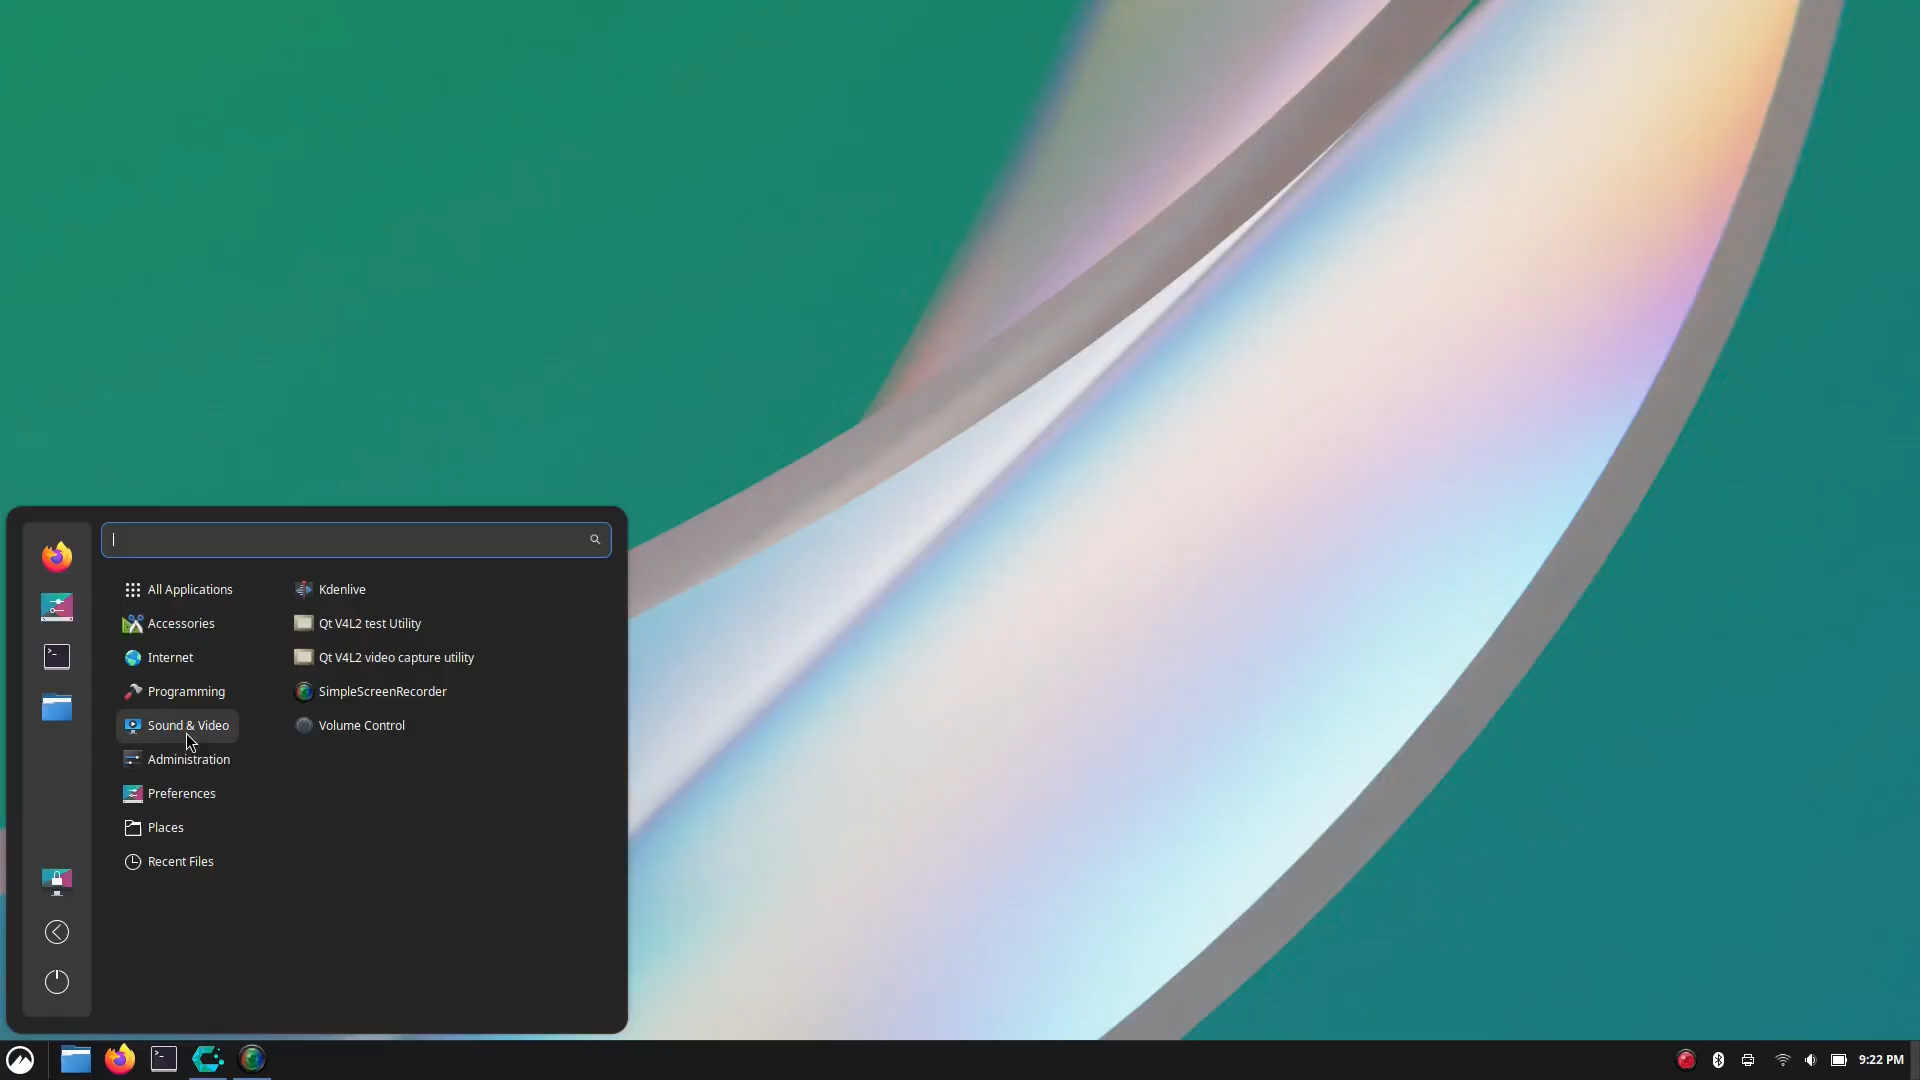 All Applications
Accessories
Internet
Programming
Sound & Video
Administration
Preferences
Places
Recent Files
Kdenlive
Qt V4L2 test Utility
Qt V4L2 video capture utility
SimpleScreenRecorder
Volume Control
9:22 PM